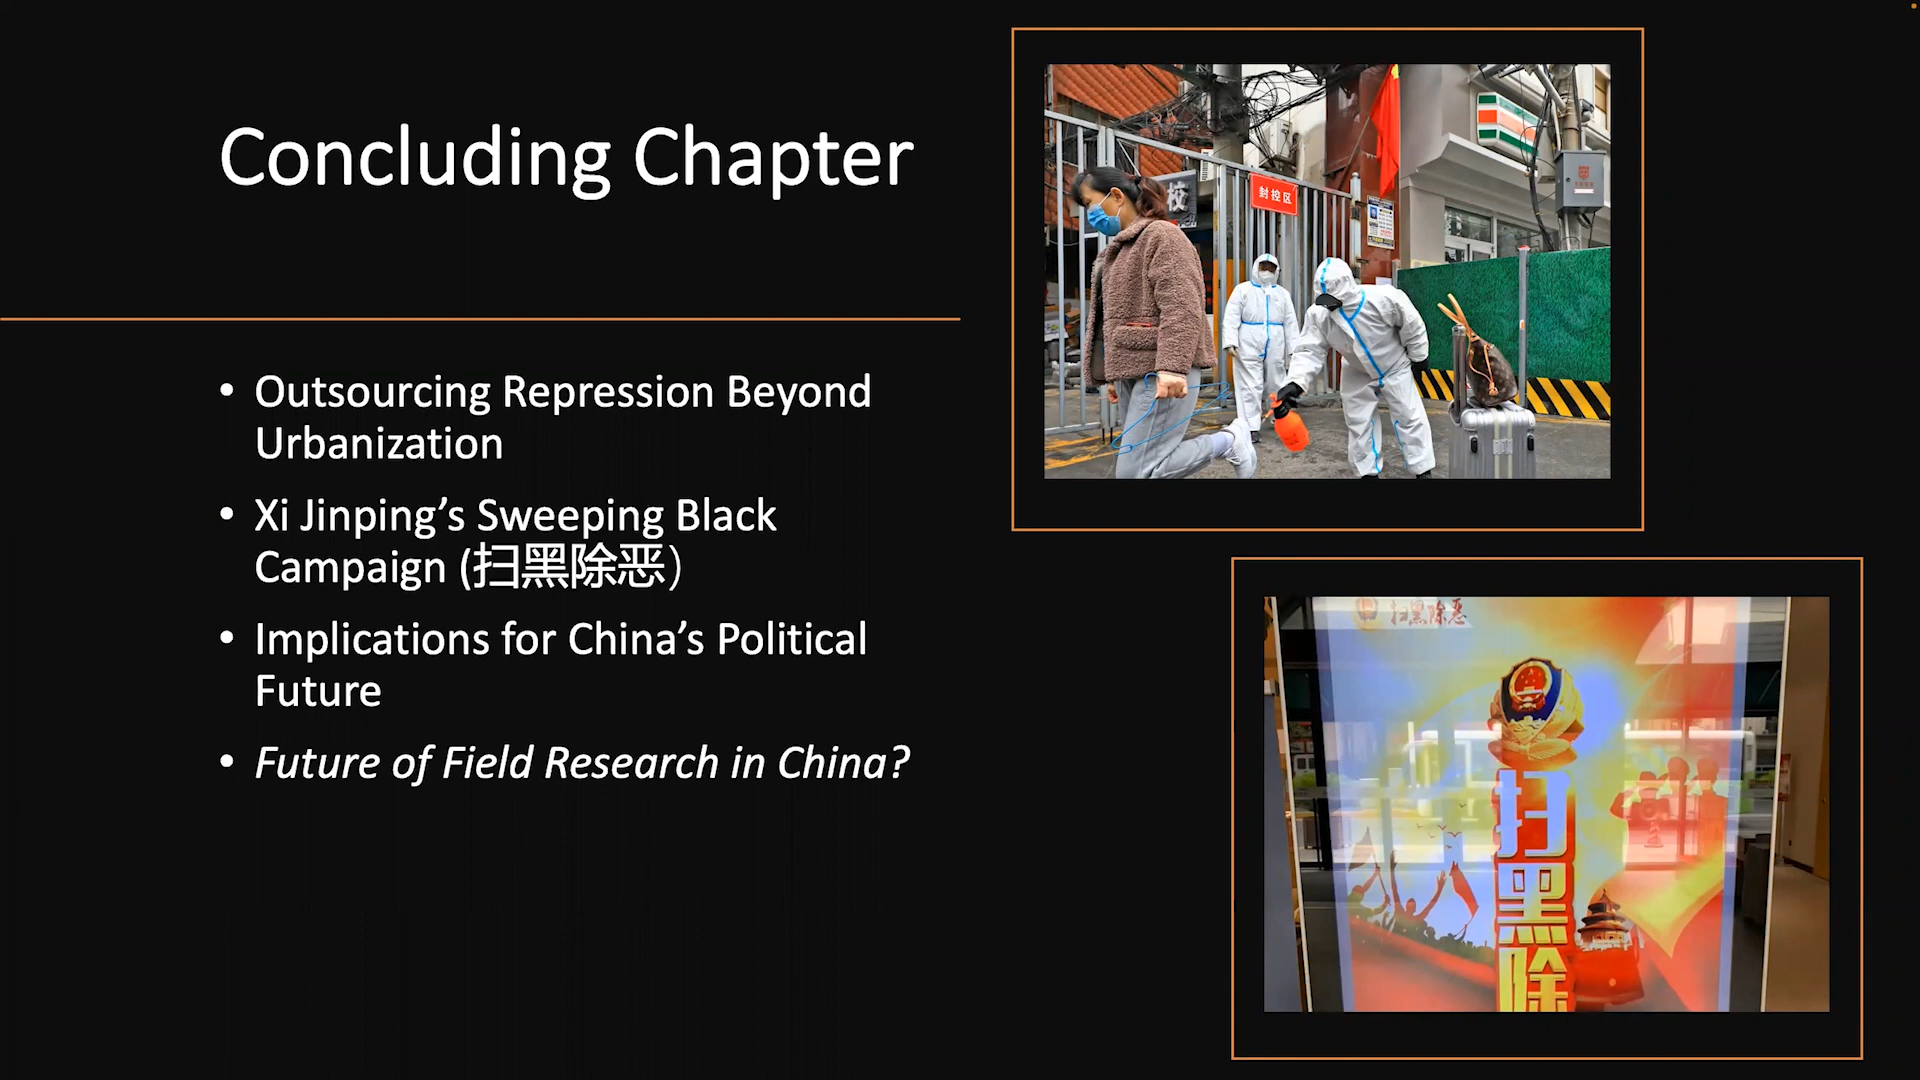 Concluding Chapter
• Outsourcing Repression Beyond
Urbanization
• Xi Jinping’s Sweeping Black
Campaign (扫黑除恶）
• Implications for China’s Political
Future
• Future of Field Research in China?
校
封控区
扫黑除恶
扫
黑
除